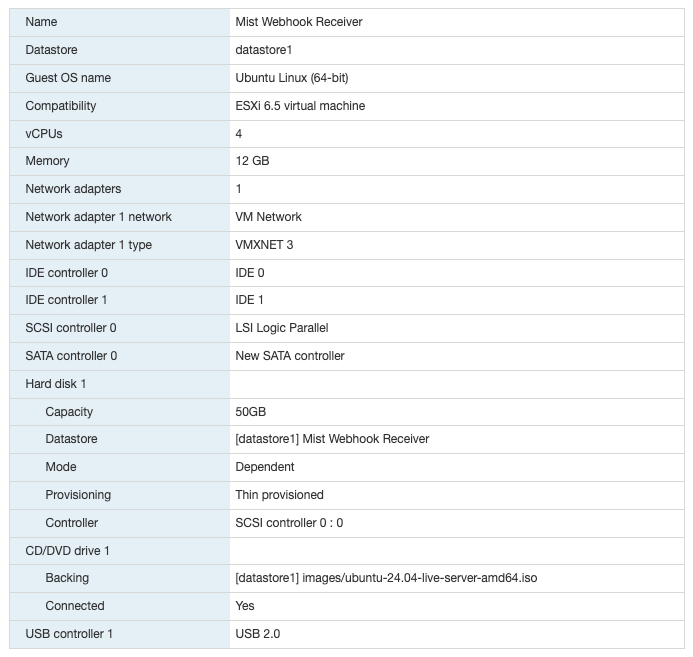 Name Mist Webhook Receiver
Datastore datastore1
Guest OS name Ubuntu Linux (64-bit)
Compatibility ESXi 6.5 virtual machine
vCPUs 4
Memory 12 GB
Network adapters 1
Network adapter 1 network VM Network
Network adapter 1 type VMXNET 3
IDE controller 0 IDE 0
IDE controller 1 IDE 1
SCSI controller 0 LSI Logic Parallel
SATA controller 0 New SATA controller
Hard disk 1
Capacity 50GB
Datastore [datastore1] Mist Webhook Receiver
Mode Dependent
Provisioning Thin provisioned
Controller SCSI controller 0 : 0
CD/DVD drive 1
Backing [datastore1] images/ubuntu-24.04-live-server-amd64.iso
Connected Yes
USB controller 1 USB 2.0